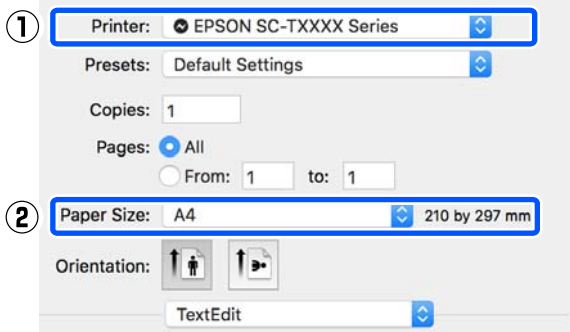 ① Printer: EPSON SC-TXXXX Series
Presets: Default Settings
Copies: 1
Pages: All
From: 1 to: 1
② Paper Size: A4 210 by 297 mm
Orientation:
TextEdit